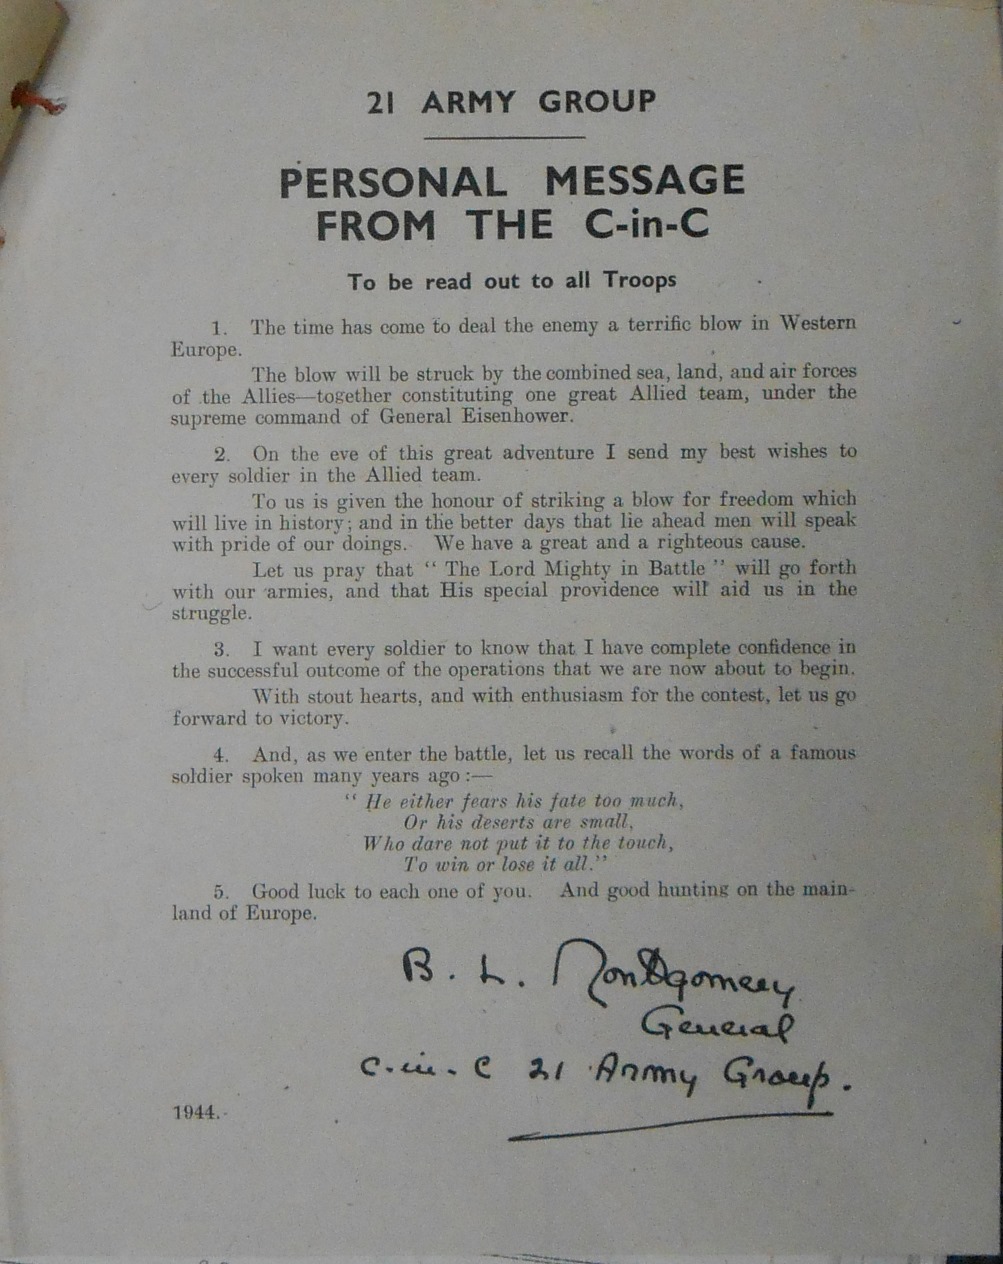 21 ARMY GROUP
PERSONAL MESSAGE
FROM THE C-in-C
To be read out to all Troops
1. The time has come to deal the enemy a terrific blow in Western
Europe.
The blow will be struck by the combined sea, land, and air forces
of the Allies—together constituting one great Allied team, under the
supreme command of General Eisenhower.
2. On the eve of this great adventure I send my best wishes to
every soldier in the Allied team.
To us is given the honour of striking a blow for freedom which
will live in history; and in the better days that lie ahead men will speak
with pride of our doings. We have a great and a righteous cause.
Let us pray that “ The Lord Mighty in Battle ” will go forth
with our armies, and that His special providence will aid us in the
struggle.
3. I want every soldier to know that I have complete confidence in
the successful outcome of the operations that we are now about to begin.
With stout hearts, and with enthusiasm for the contest, let us go
forward to victory.
4. And, as we enter the battle, let us recall the words of a famous
soldier spoken many years ago :—
“ He either fears his fate too much,
Or his deserts are small,
Who dare not put it to the touch,
To win or lose it all.”
5. Good luck to each one of you. And good hunting on the main-
land of Europe.
B. L. Montgomery
General
C-in-C 21 Army Group.
1944.